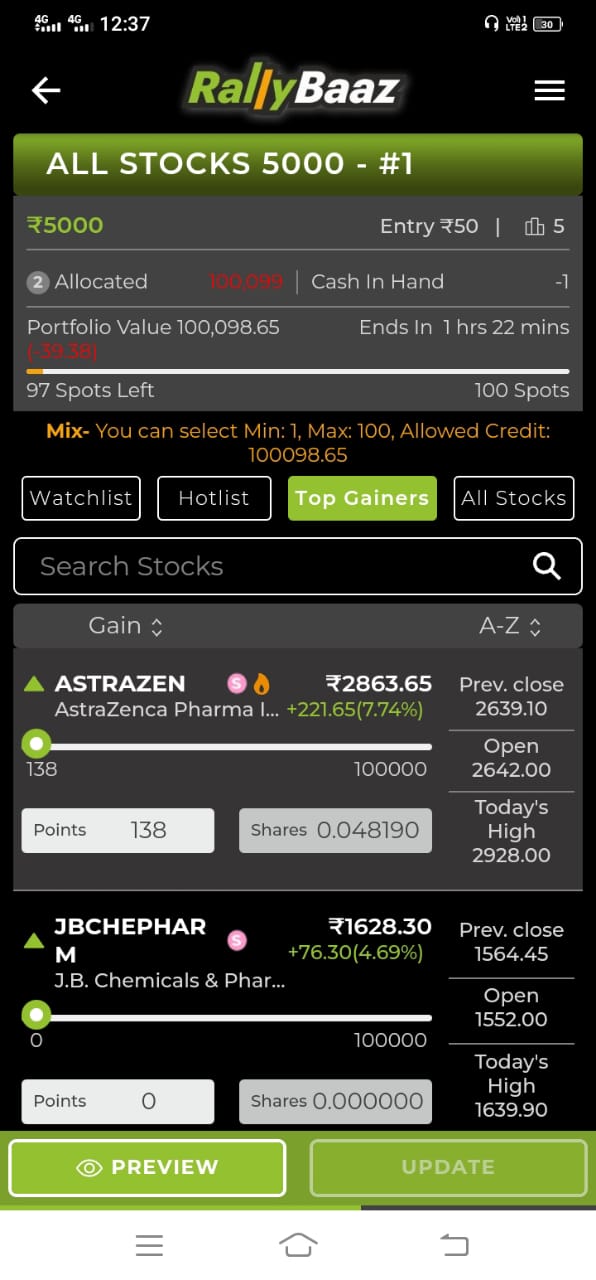 4G 4G 12:37 Vo) 1 LTE2 30
RallyBaaz
ALL STOCKS 5000 - #1
₹5000 Entry ₹50 | 5
2 Allocated 100,099 | Cash In Hand -1
Portfolio Value 100,098.65 Ends In 1 hrs 22 mins
(-39.38)
97 Spots Left 100 Spots
Mix- You can select Min: 1, Max: 100, Allowed Credit:
100098.65
Watchlist Hotlist Top Gainers All Stocks
Search Stocks
Gain A-Z
ASTRAZEN S ₹2863.65
AstraZenca Pharma I... +221.65(7.74%)
138 100000
Points 138 Shares 0.048190
Prev. close
2639.10
Open
2642.00
Today's
High
2928.00
JBCHEPHAR
M S ₹1628.30
+76.30(4.69%)
J.B. Chemicals & Phar...
0 100000
Points 0 Shares 0.000000
Prev. close
1564.45
Open
1552.00
Today's
High
1639.90
PREVIEW UPDATE